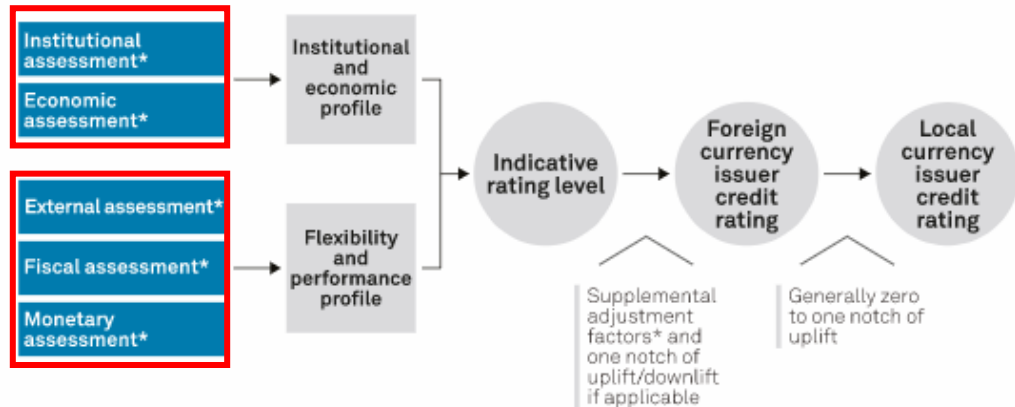 Institutional
assessment*
Economic
assessment*
Institutional
and
economic
profile
External assessment*
Fiscal assessment*
Monetary
assessment*
Flexibility
and
performance
profile
Indicative
rating level
Foreign
currency
issuer
credit
rating
Local
currency
issuer
credit
rating
Supplemental
adjustment
factors* and
one notch of
uplift/downlift
if applicable
Generally zero
to one notch of
uplift